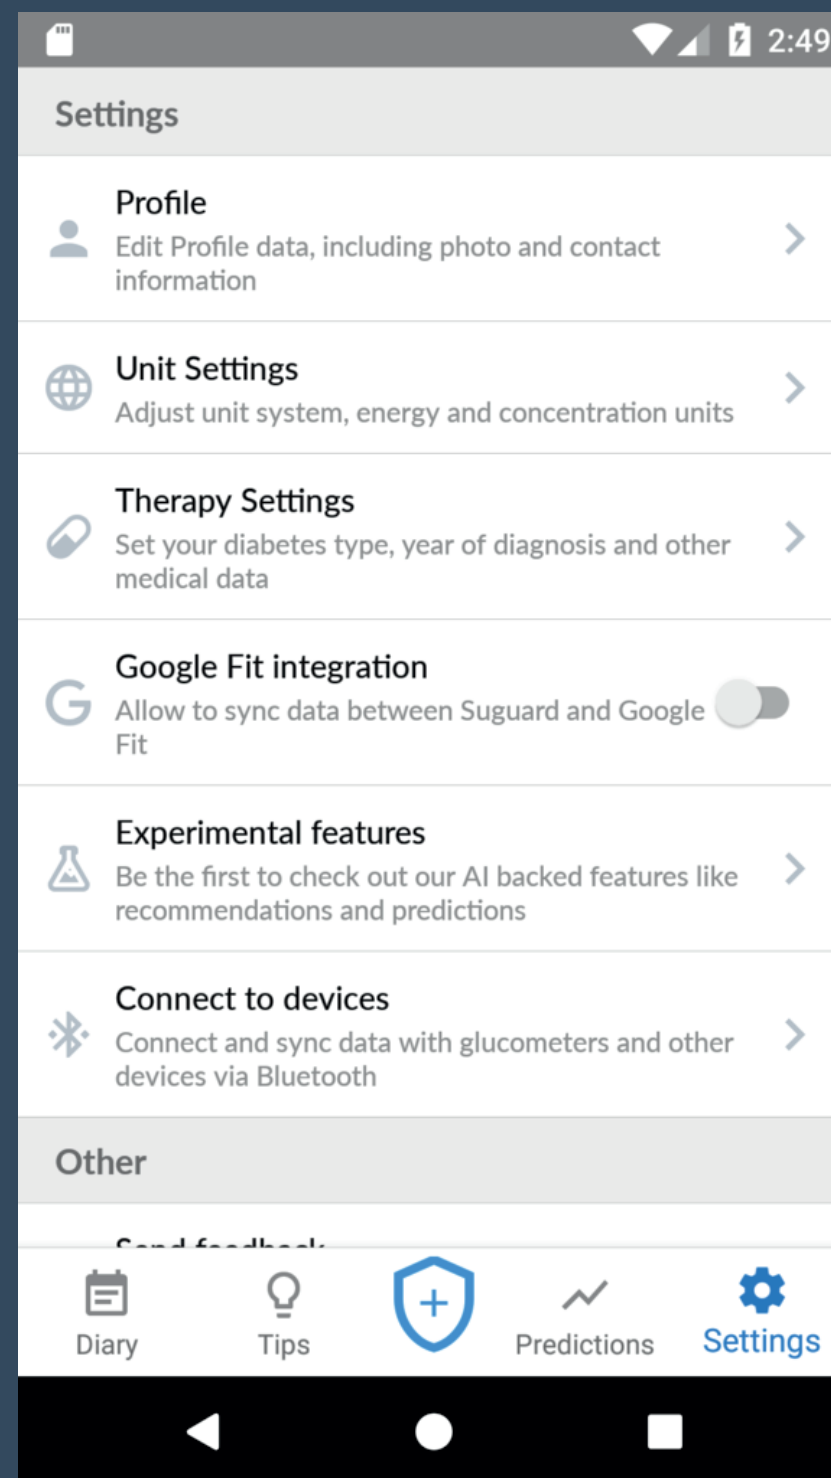 2:49
Settings
Profile
Edit Profile data, including photo and contact
information
Unit Settings
Adjust unit system, energy and concentration units
Therapy Settings
Set your diabetes type, year of diagnosis and other
medical data
Google Fit integration
Allow to sync data between Suguard and Google
Fit
Experimental features
Be the first to check out our AI backed features like
recommendations and predictions
Connect to devices
Connect and sync data with glucometers and other
devices via Bluetooth
Other
Send feedback
Diary
Tips
Predictions
Settings